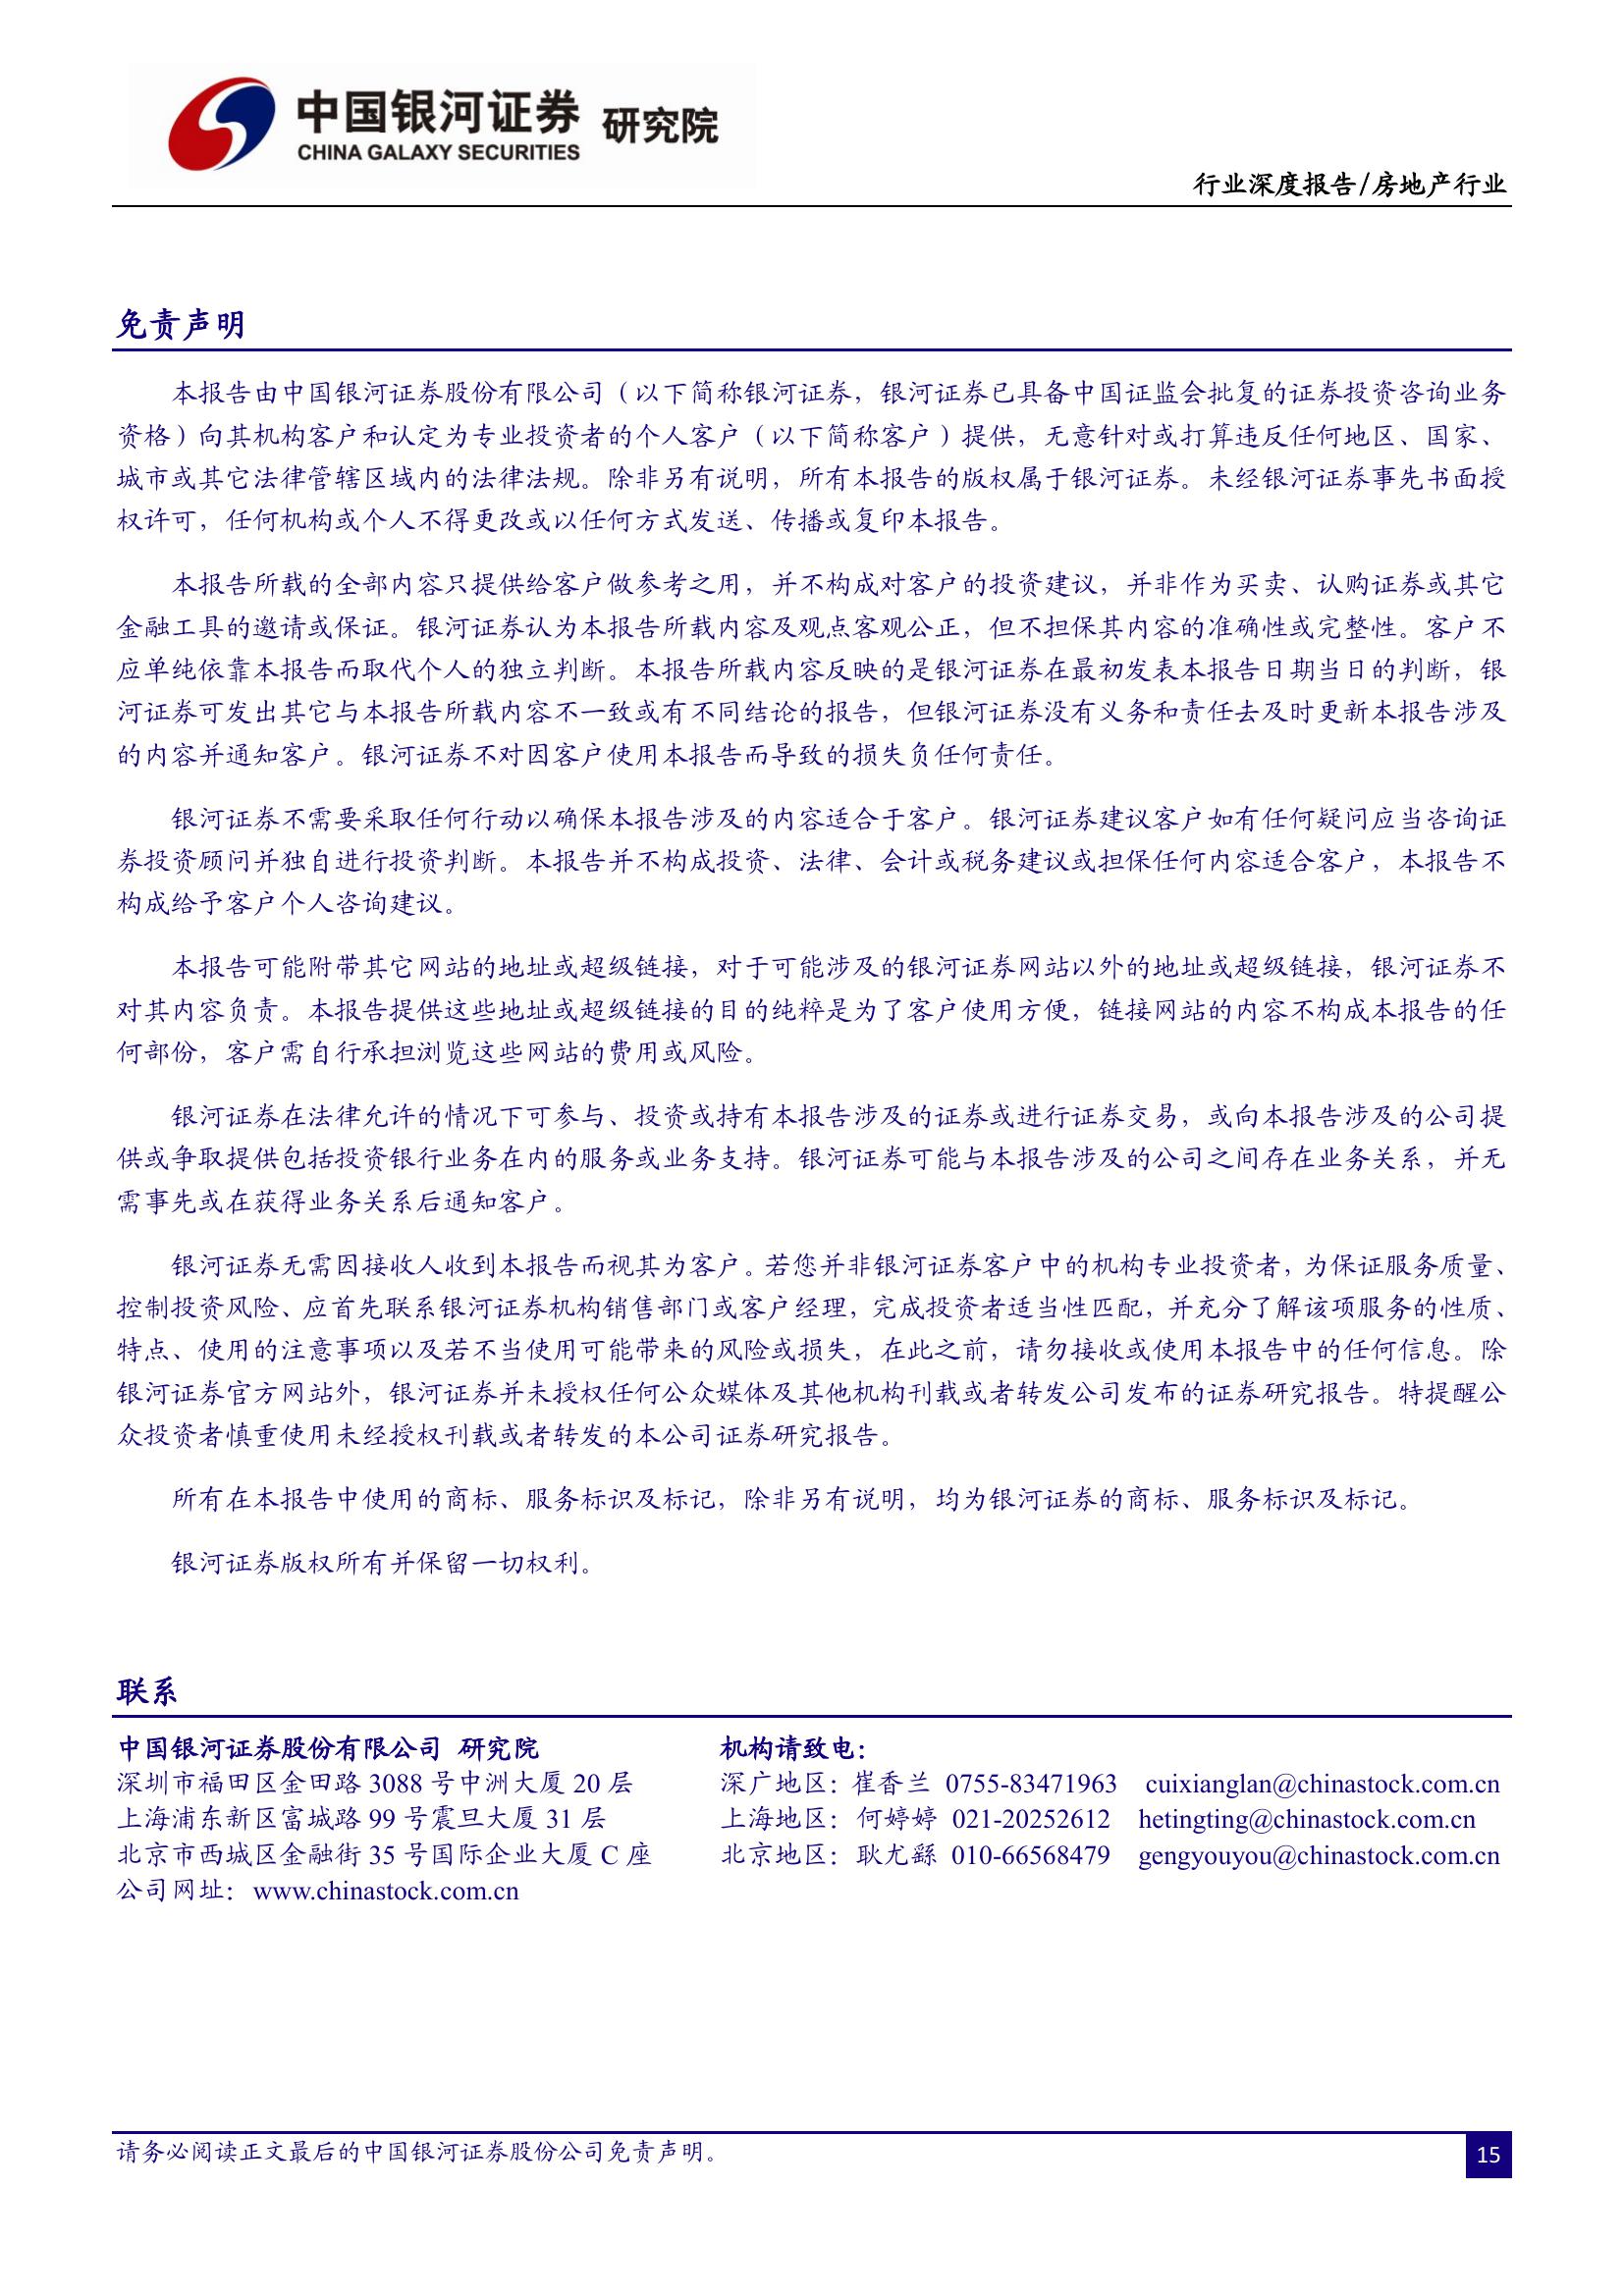 中国银河证券 研究院
CHINA GALAXY SECURITIES
行业深度报告/房地产行业
免责声明
本报告由中国银河证券股份有限公司（以下简称银河证券，银河证券已具备中国证监会批复的证券投资咨询业务
资格）向其机构客户和认定为专业投资者的个人客户（以下简称客户）提供，无意针对或打算违反任何地区、国家、
城市或其它法律管辖区域内的法律法规。除非另有说明，所有本报告的版权属于银河证券。未经银河证券事先书面授
权许可，任何机构或个人不得更改或以任何方式发送、传播或复印本报告。
本报告所载的全部内容只提供给客户做参考之用，并不构成对客户的投资建议，并非作为买卖、认购证券或其它
金融工具的邀请或保证。银河证券认为本报告所载内容及观点客观公正，但不担保其内容的准确性或完整性。客户不
应单纯依靠本报告而取代个人的独立判断。本报告所载内容反映的是银河证券在最初发表本报告日期当日的判断，银
河证券可发出其它与本报告所载内容不一致或有不同结论的报告，但银河证券没有义务和责任去及时更新本报告涉及
的内容并通知客户。银河证券不对因客户使用本报告而导致的损失负任何责任。
银河证券不需要采取任何行动以确保本报告涉及的内容适合于客户。银河证券建议客户如有任何疑问应当咨询证
券投资顾问并独自进行投资判断。本报告并不构成投资、法律、会计或税务建议或担保任何内容适合客户，本报告不
构成给予客户个人咨询建议。
本报告可能附带其它网站的地址或超级链接，对于可能涉及的银河证券网站以外的地址或超级链接，银河证券不
对其内容负责。本报告提供这些地址或超级链接的目的纯粹是为了客户使用方便，链接网站的内容不构成本报告的任
何部份，客户需自行承担浏览这些网站的费用或风险。
银河证券在法律允许的情况下可参与、投资或持有本报告涉及的证券或进行证券交易，或向本报告涉及的公司提
供或争取提供包括投资银行业务在内的服务或业务支持。银河证券可能与本报告涉及的公司之间存在业务关系，并无
需事先或在获得业务关系后通知客户。
银河证券无需因接收人收到本报告而视其为客户。若您并非银河证券客户中的机构专业投资者，为保证服务质量、
控制投资风险、应首先联系银河证券机构销售部门或客户经理，完成投资者适当性匹配，并充分了解该项服务的性质、
特点、使用的注意事项以及若不当使用可能带来的风险或损失，在此之前，请勿接收或使用本报告中的任何信息。除
银河证券官方网站外，银河证券并未授权任何公众媒体及其他机构刊载或者转发公司发布的证券研究报告。特提醒公
众投资者慎重使用未经授权刊载或者转发的本公司证券研究报告。
所有在本报告中使用的商标、服务标识及标记，除非另有说明，均为银河证券的商标、服务标识及标记。
银河证券版权所有并保留一切权利。
联系
中国银河证券股份有限公司 研究院
深圳市福田区金田路 3088 号中洲大厦 20 层
上海浦东新区富城路 99 号震旦大厦 31 层
北京市西城区金融街 35 号国际企业大厦 C 座
公司网址：www.chinastock.com.cn
机构请致电：
深广地区：崔香兰 0755-83471963 cuixianglan@chinastock.com.cn
上海地区：何婷婷 021-20252612 hetingting@chinastock.com.cn
北京地区：耿尤繇 010-66568479 gengyouyou@chinastock.com.cn
请务必阅读正文最后的中国银河证券股份公司免责声明。
15